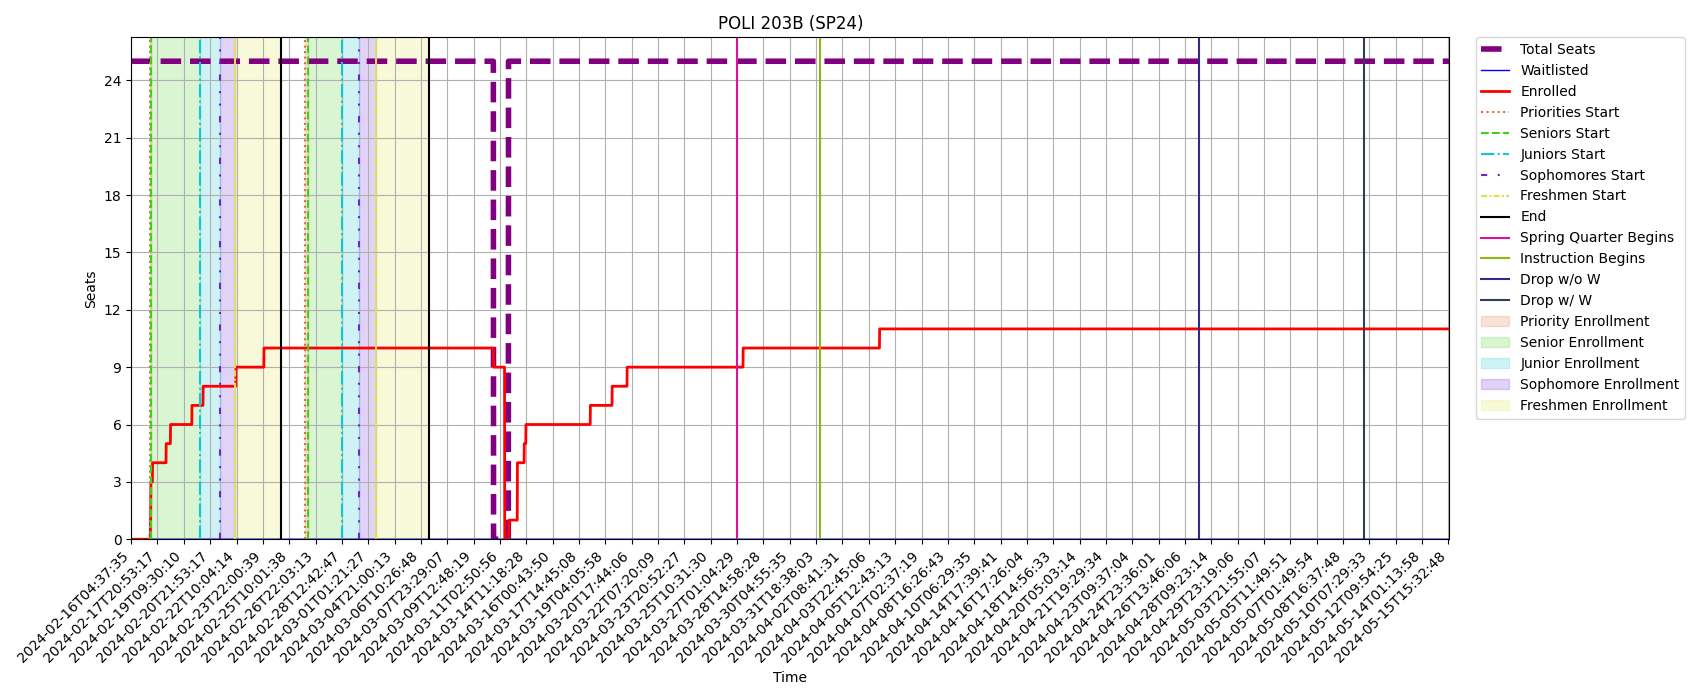 POLI 203B (SP24)
Seats
24
21
18
15
12
9
6
3
0
2024-02-16T04:37:35
2024-02-17T20:53:17
2024-02-19T09:30:10
2024-02-20T21:53:17
2024-02-22T10:04:14
2024-02-23T22:00:39
2024-02-25T10:01:38
2024-02-26T22:03:13
2024-02-28T12:42:47
2024-03-01T01:21:27
2024-03-04T21:00:13
2024-03-06T10:26:48
2024-03-07T23:29:07
2024-03-09T12:48:19
2024-03-11T02:50:56
2024-03-14T11:18:28
2024-03-16T00:43:50
2024-03-17T14:45:08
2024-03-19T04:05:58
2024-03-20T17:44:06
2024-03-22T07:20:09
2024-03-23T20:52:27
2024-03-25T10:31:30
2024-03-27T01:04:29
2024-03-28T14:58:28
2024-03-30T04:55:35
2024-03-31T18:38:03
2024-04-02T08:41:31
2024-04-03T22:45:06
2024-04-05T12:43:13
2024-04-07T02:37:19
2024-04-08T16:26:43
2024-04-10T06:29:35
2024-04-14T17:39:41
2024-04-16T17:26:04
2024-04-18T14:56:33
2024-04-20T05:03:14
2024-04-21T19:29:34
2024-04-23T09:37:04
2024-04-24T23:36:01
2024-04-26T13:46:06
2024-04-28T09:23:14
2024-04-29T23:19:06
2024-05-03T21:55:07
2024-05-05T11:49:51
2024-05-07T01:49:54
2024-05-08T16:37:48
2024-05-10T07:29:33
2024-05-12T09:54:25
2024-05-14T01:13:58
2024-05-15T15:32:48
Time
Total Seats
Waitlisted
Enrolled
Priorities Start
Seniors Start
Juniors Start
Sophomores Start
Freshmen Start
End
Spring Quarter Begins
Instruction Begins
Drop w/o W
Drop w/ W
Priority Enrollment
Senior Enrollment
Junior Enrollment
Sophomore Enrollment
Freshmen Enrollment